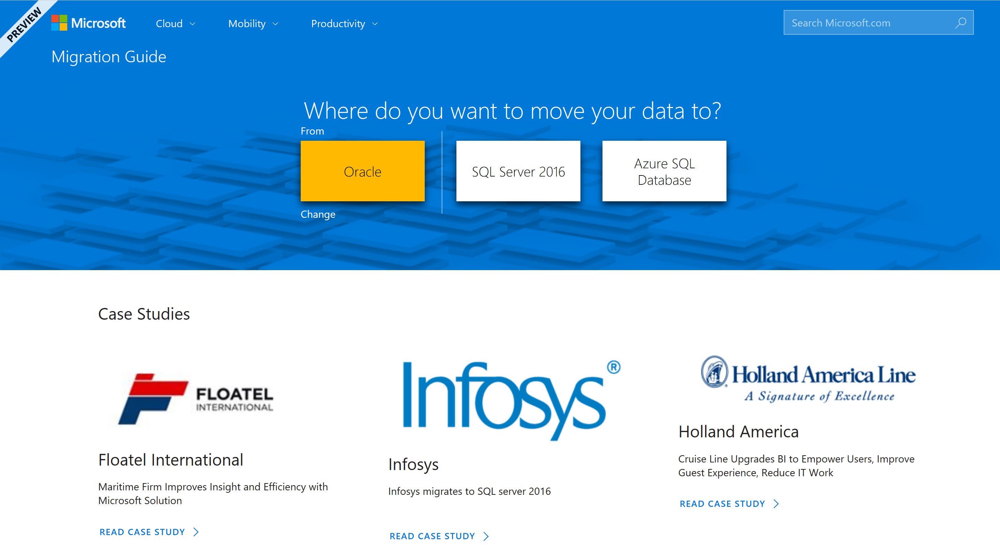 PREVIEW
Microsoft
Cloud
Mobility
Productivity
Search Microsoft.com
Migration Guide
Where do you want to move your data to?
From
Oracle
SQL Server 2016
Azure SQL
Database
Change
Case Studies
FLOATEL
INTERNATIONAL
Floatel International
Maritime Firm Improves Insight and Efficiency with
Microsoft Solution
READ CASE STUDY
Infosys®
Infosys
Infosys migrates to SQL server 2016
READ CASE STUDY
Holland America Line
A Signature of Excellence
Holland America
Cruise Line Upgrades BI to Empower Users, Improve
Guest Experience, Reduce IT Work
READ CASE STUDY